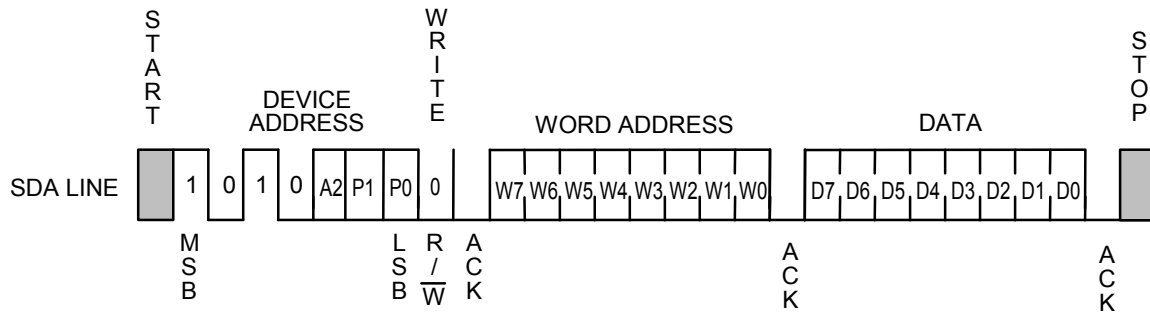 START
WRITE
STOP
DEVICE
ADDRESS
WORD ADDRESS
DATA
SDA LINE
1 0 1 0 A2 P1 P0 0 W7 W6 W5 W4 W3 W2 W1 W0 D7 D6 D5 D4 D3 D2 D1 D0
MSB
LSB
R/W̅
ACK
ACK
ACK